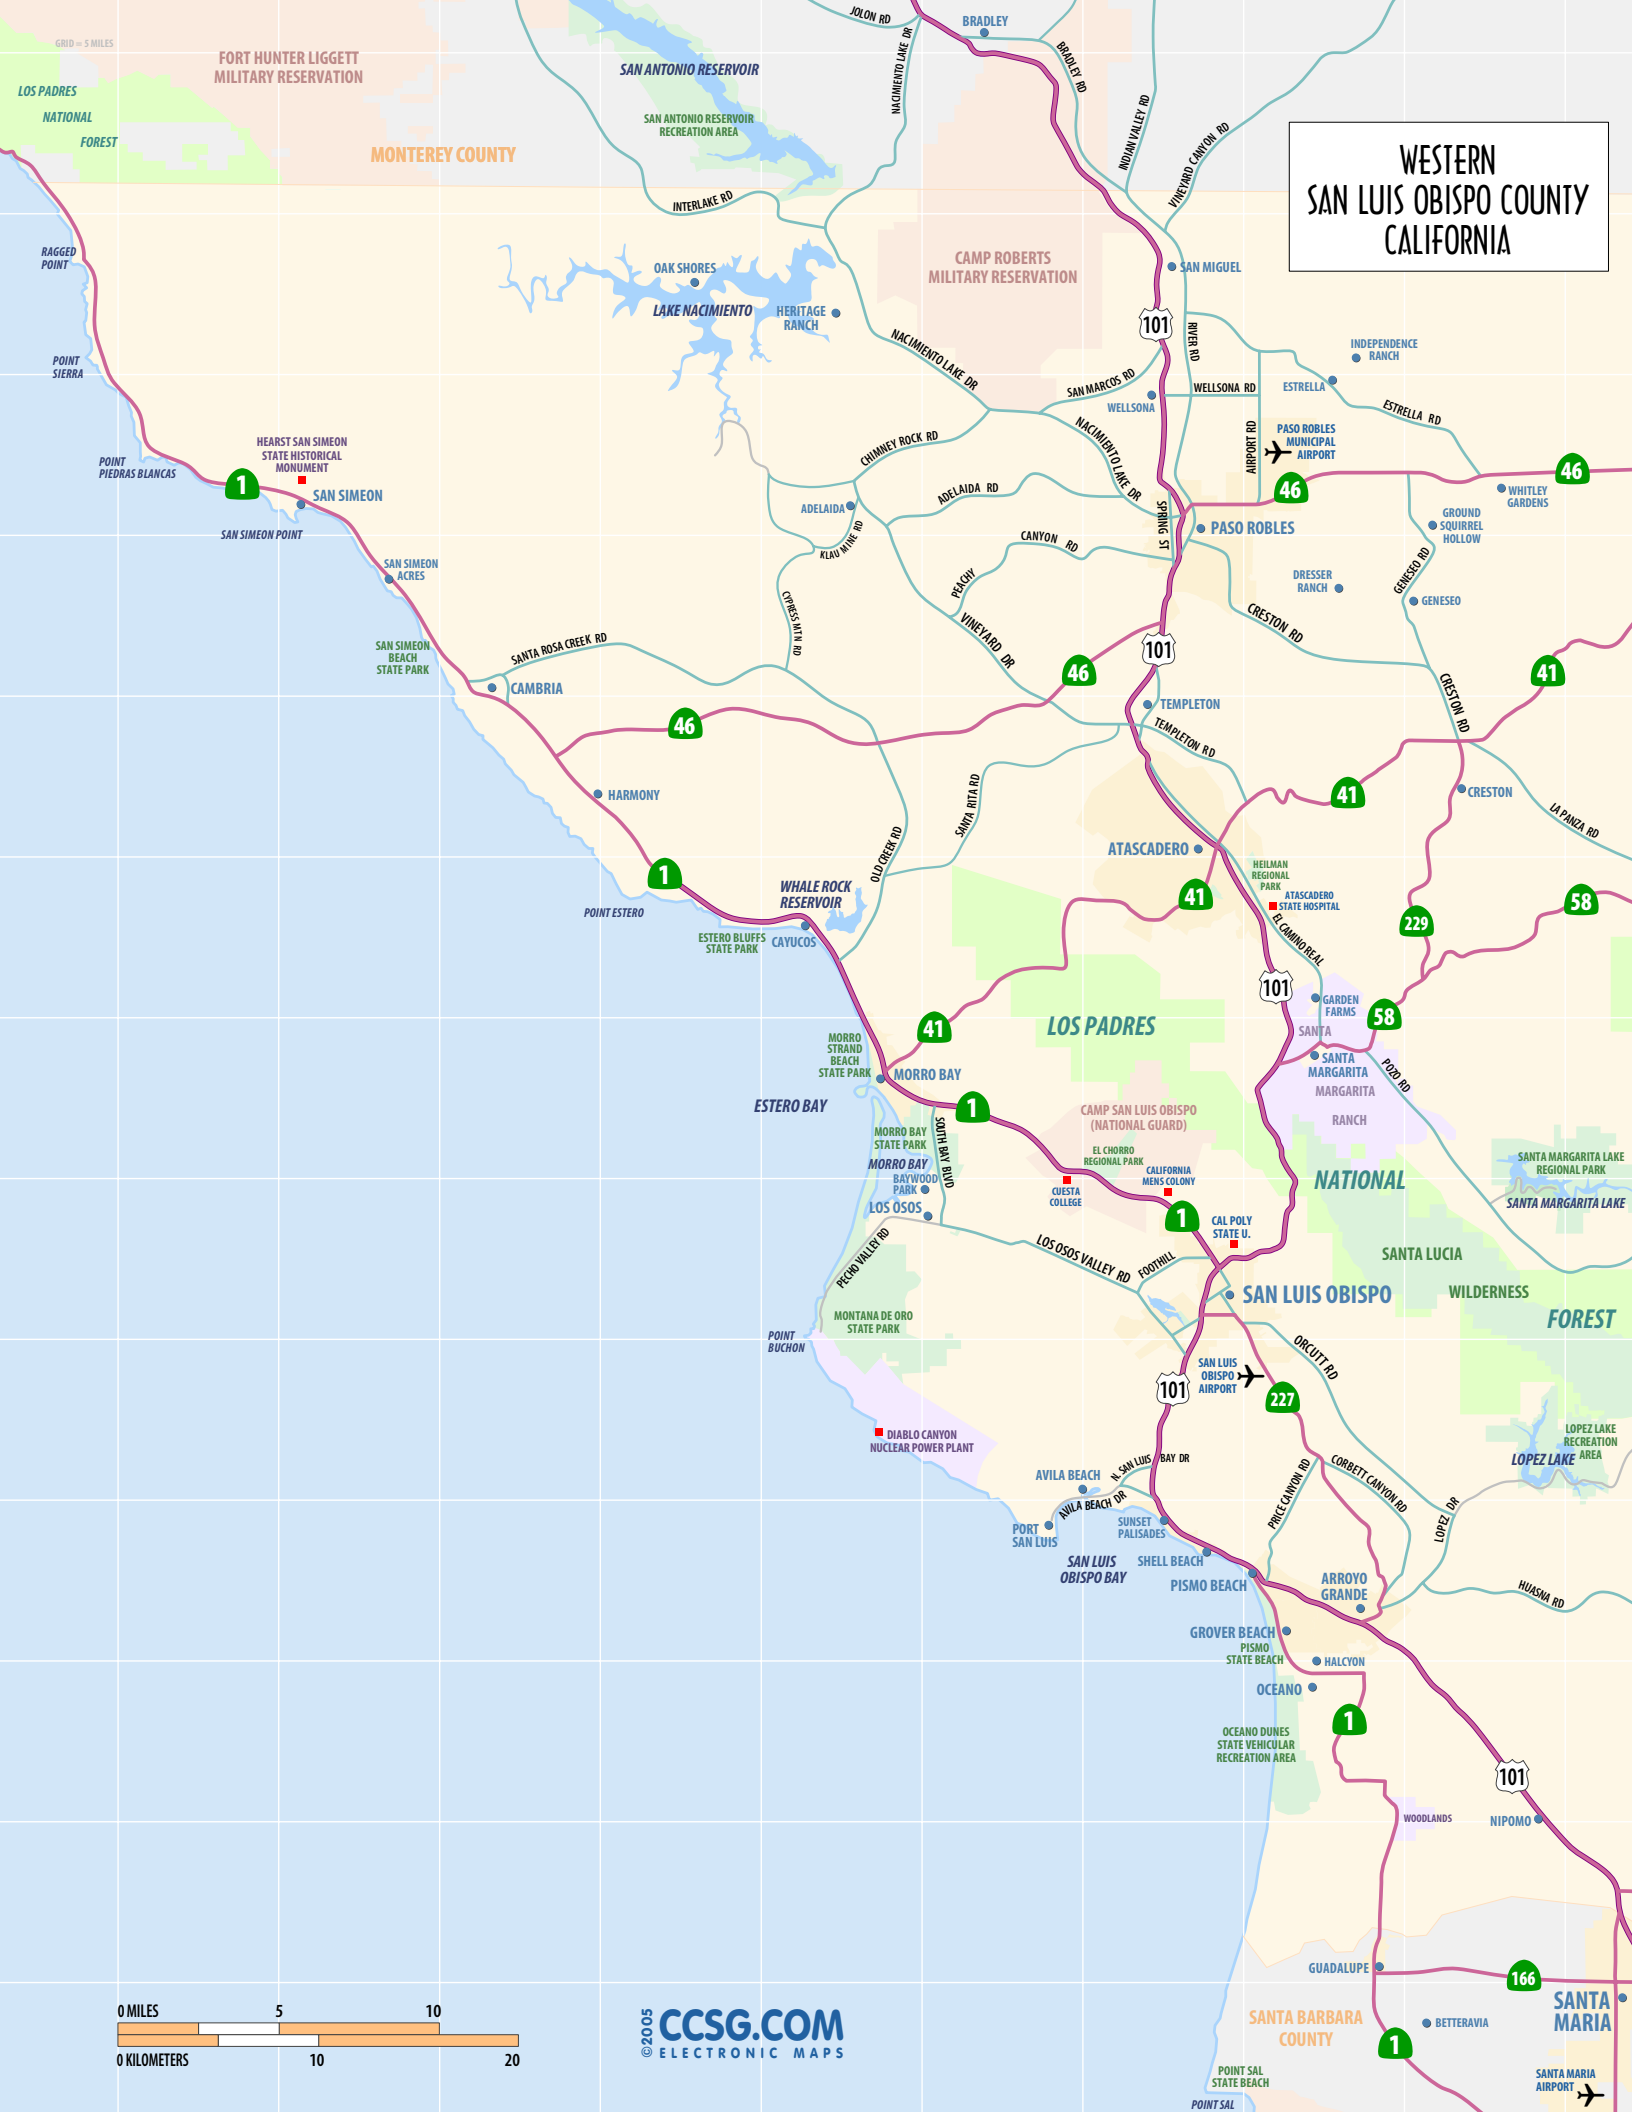 JOLON RD
BRADLEY
GRID = 5 MILES
FORT HUNTER LIGGETT
MILITARY RESERVATION
SAN ANTONIO RESERVOIR
NACIMIENTO LAKE DR
BRADLEY RD
LOS PADRES
NATIONAL
FOREST
SAN ANTONIO RESERVOIR
RECREATION AREA
INDIAN VALLEY RD
VINEYARD CANYON RD
MONTEREY COUNTY
WESTERN
SAN LUIS OBISPO COUNTY
CALIFORNIA
INTERLAKE RD
RAGGED
POINT
OAK SHORES
LAKE NACIMIENTO
HERITAGE
RANCH
CAMP ROBERTS
MILITARY RESERVATION
SAN MIGUEL
101
RIVER RD
POINT
SIERRA
NACIMIENTO LAKE DR
SAN MARCOS RD
WELLSONA
WELLSONA RD
INDEPENDENCE
RANCH
ESTRELLA
ESTRELLA RD
HEARST SAN SIMEON
STATE HISTORICAL
MONUMENT
POINT
PIEDRAS BLANCAS
1
SAN SIMEON
SAN SIMEON POINT
CHIMNEY ROCK RD
NACIMIENTO LAKE DR
AIRPORT RD
PASO ROBLES
MUNICIPAL
AIRPORT
46
46
WHITLEY
GARDENS
ADELAIDA
ADELAIDA RD
KLAU MINE RD
SPRING ST
PASO ROBLES
GROUND
SQUIRREL
HOLLOW
SAN SIMEON
ACRES
PEACHY
CANYON RD
CYPRESS MTN RD
DRESSER
RANCH
GENESEO RD
GENESEO
CRESTON RD
SAN SIMEON
BEACH
STATE PARK
SANTA ROSA CREEK RD
VINEYARD DR
101
46
41
CAMBRIA
46
TEMPLETON
TEMPLETON RD
CRESTON RD
HARMONY
SANTA RITA RD
41
CRESTON
LA PANZA RD
OLD CREEK RD
ATASCADERO
1
WHALE ROCK
RESERVOIR
HEILMAN
REGIONAL
PARK
ATASCADERO
STATE HOSPITAL
41
58
229
POINT ESTERO
ESTERO BLUFFS
STATE PARK
CAYUCOS
EL CAMINO REAL
101
GARDEN
FARMS
58
41
LOS PADRES
SANTA
MORRO
STRAND
BEACH
STATE PARK
MORRO BAY
SANTA
MARGARITA
POZO RD
MARGARITA
RANCH
ESTERO BAY
1
CAMP SAN LUIS OBISPO
(NATIONAL GUARD)
MORRO BAY
STATE PARK
SOUTH BAY BLVD
EL CHORRO
REGIONAL PARK
MORRO BAY
BAYWOOD
PARK
CALIFORNIA
MENS COLONY
CUESTA
COLLEGE
NATIONAL
SANTA MARGARITA LAKE
REGIONAL PARK
SANTA MARGARITA LAKE
LOS OSOS
1
CAL POLY
STATE U.
PECHO VALLEY RD
LOS OSOS VALLEY RD
FOOTHILL
SANTA LUCIA
WILDERNESS
FOREST
SAN LUIS OBISPO
MONTANA DE ORO
STATE PARK
POINT
BUCHON
ORCUTT RD
SAN LUIS
OBISPO
AIRPORT
101
227
DIABLO CANYON
NUCLEAR POWER PLANT
LOPEZ LAKE
RECREATION
AREA
LOPEZ LAKE
AVILA BEACH
N. SAN LUIS BAY DR
AVILA BEACH DR
PRICE CANYON RD
CORBETT CANYON RD
LOPEZ DR
PORT
SAN LUIS
SUNSET
PALISADES
SAN LUIS
OBISPO BAY
SHELL BEACH
PISMO BEACH
ARROYO
GRANDE
HUASNA RD
GROVER BEACH
PISMO
STATE BEACH
HALCYON
OCEANO
1
OCEANO DUNES
STATE VEHICULAR
RECREATION AREA
101
WOODLANDS
NIPOMO
GUADALUPE
166
SANTA
MARIA
SANTA BARBARA
COUNTY
BETTERAVIA
1
POINT SAL
STATE BEACH
SANTA MARIA
AIRPORT
POINT SAL
0 MILES 5 10
0 KILOMETERS 10 20
©2005
CCSG.COM
ELECTRONIC MAPS